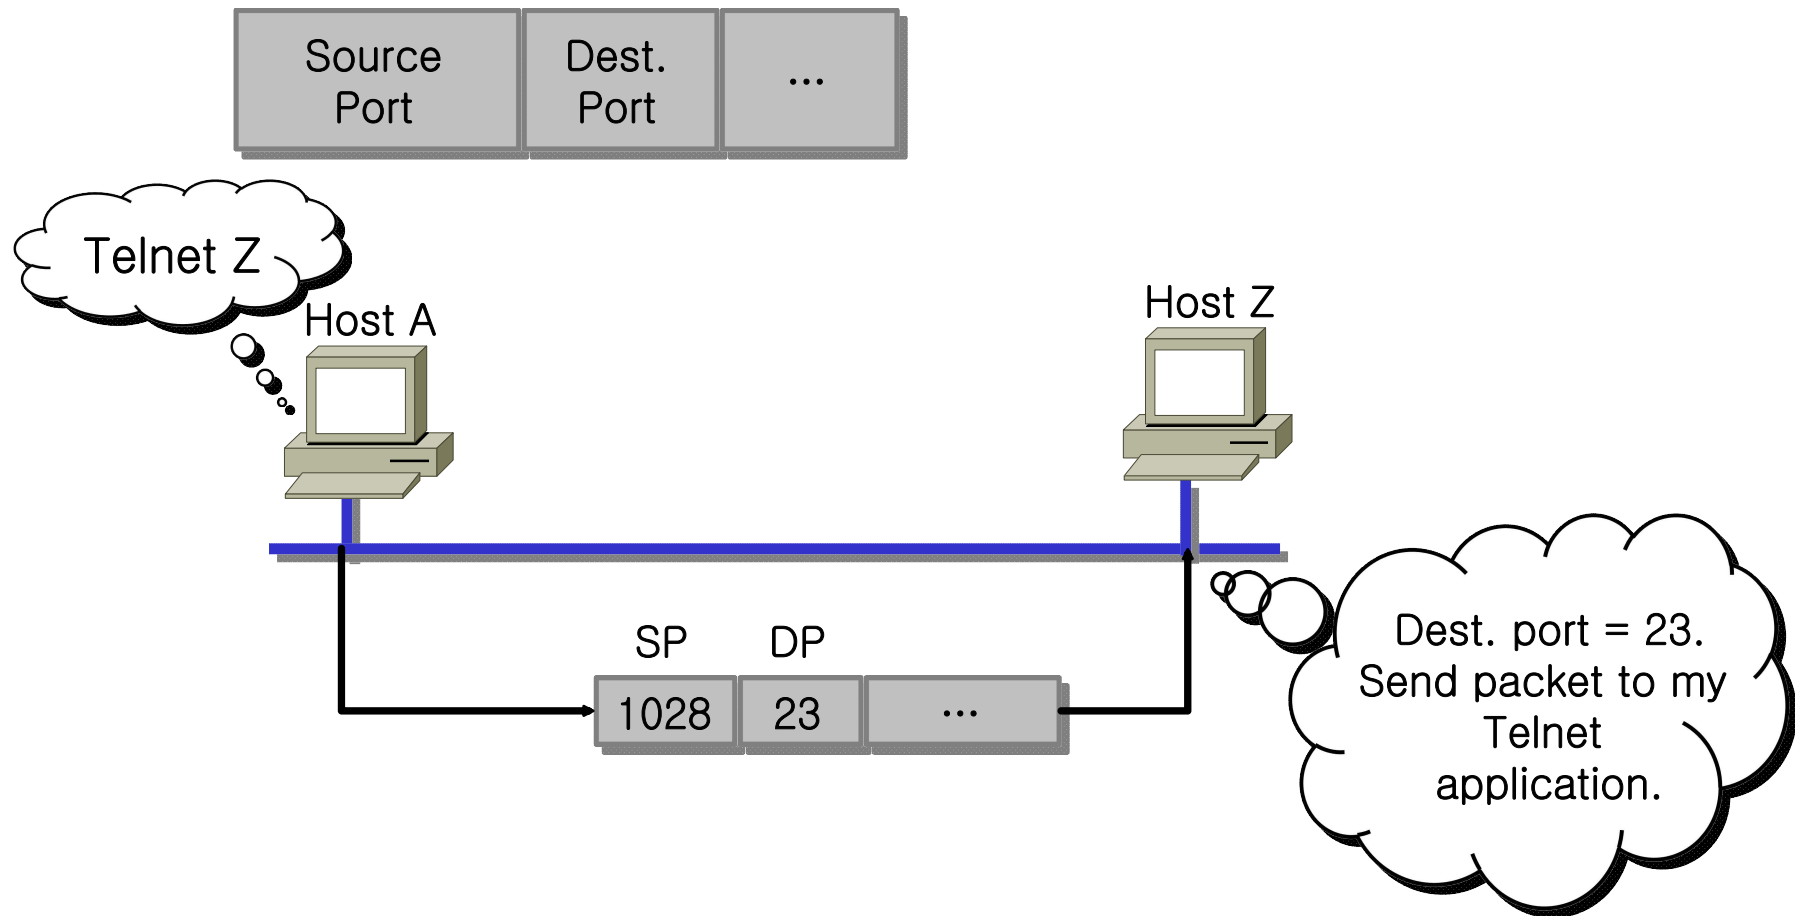 Source
Port
Dest.
Port
...
Telnet Z
Host A
Host Z
SP
DP
1028
23
...
Dest. port = 23.
Send packet to my
Telnet
application.